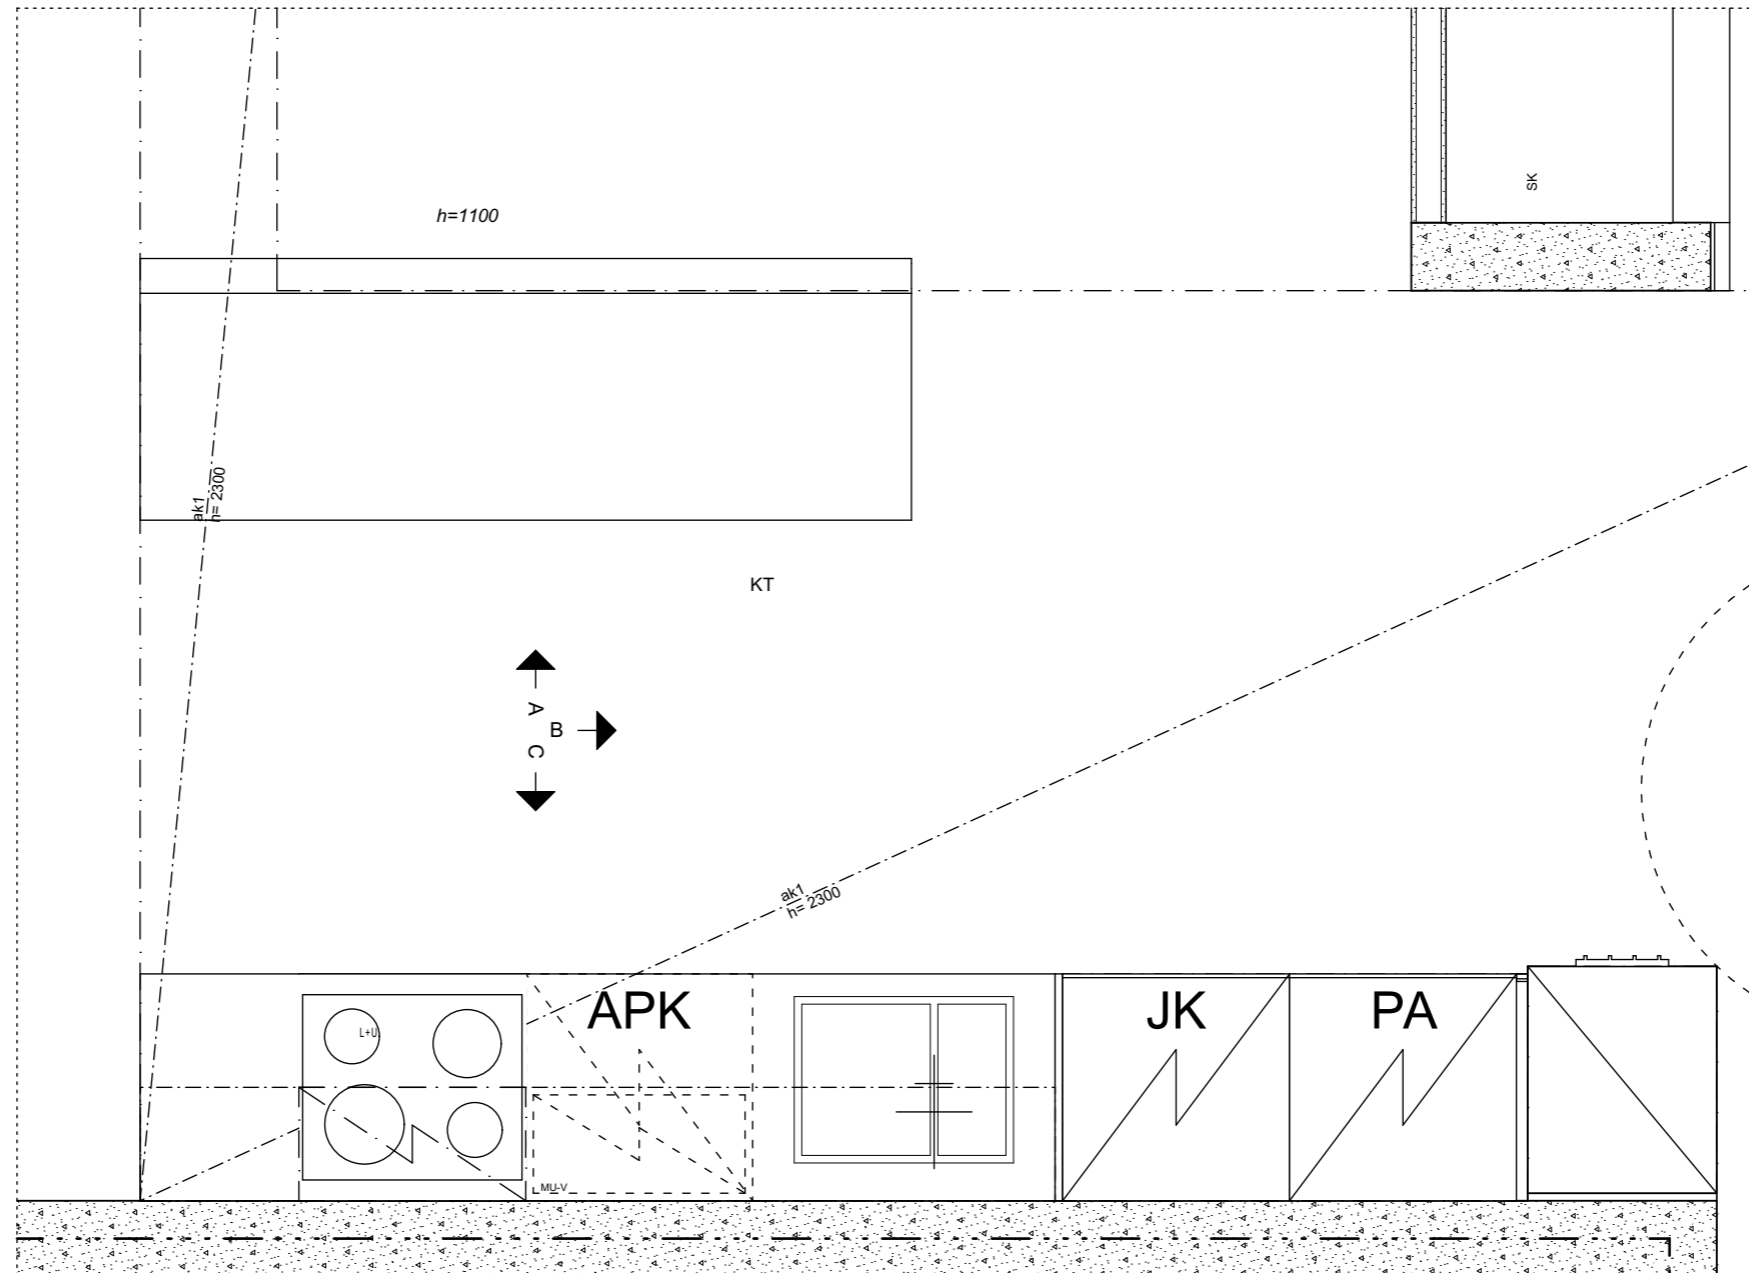 SK
h=1100
ak1
h= 2300
KT
A
B
C
ak1
h= 2300
APK
JK
PA
L+U
MU-V